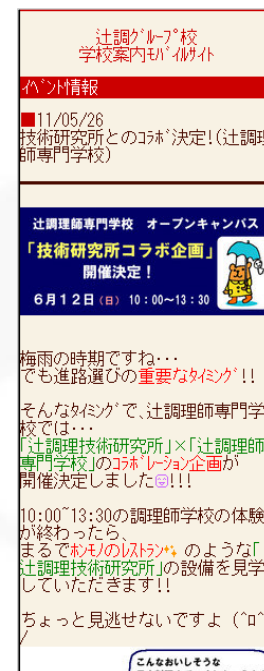 辻調ｸﾞﾙｰﾌﾟ校
学校案内ﾓﾊﾞｲﾙｻｲﾄ
ｲﾍﾞﾝﾄ情報
■11/05/26
技術研究所とのｺﾗﾎﾞ決定!(辻調理
師専門学校)
辻調理師専門学校 オープンキャンパス
「技術研究所コラボ企画」
開催決定！
6月12日(日) 10：00～13：30
梅雨の時期ですね…
でも進路選びの重要なﾀｲﾐﾝｸﾞ!!
そんなﾀｲﾐﾝｸﾞで､辻調理師専門学
校では…
｢辻調理技術研究所｣×｢辻調理師
専門学校｣のｺﾗﾎﾞﾚｰｼｮﾝ企画が
開催決定しました!!!
10:00~13:30の調理師学校の体験
が終わったら､
まるでﾎﾝﾓﾉのﾚｽﾄﾗﾝ のような｢
辻調理技術研究所｣の設備を見学
していただきます!!
ちょっと見逃せないですよ (^ﾛ^
/
こんなおいしそうな